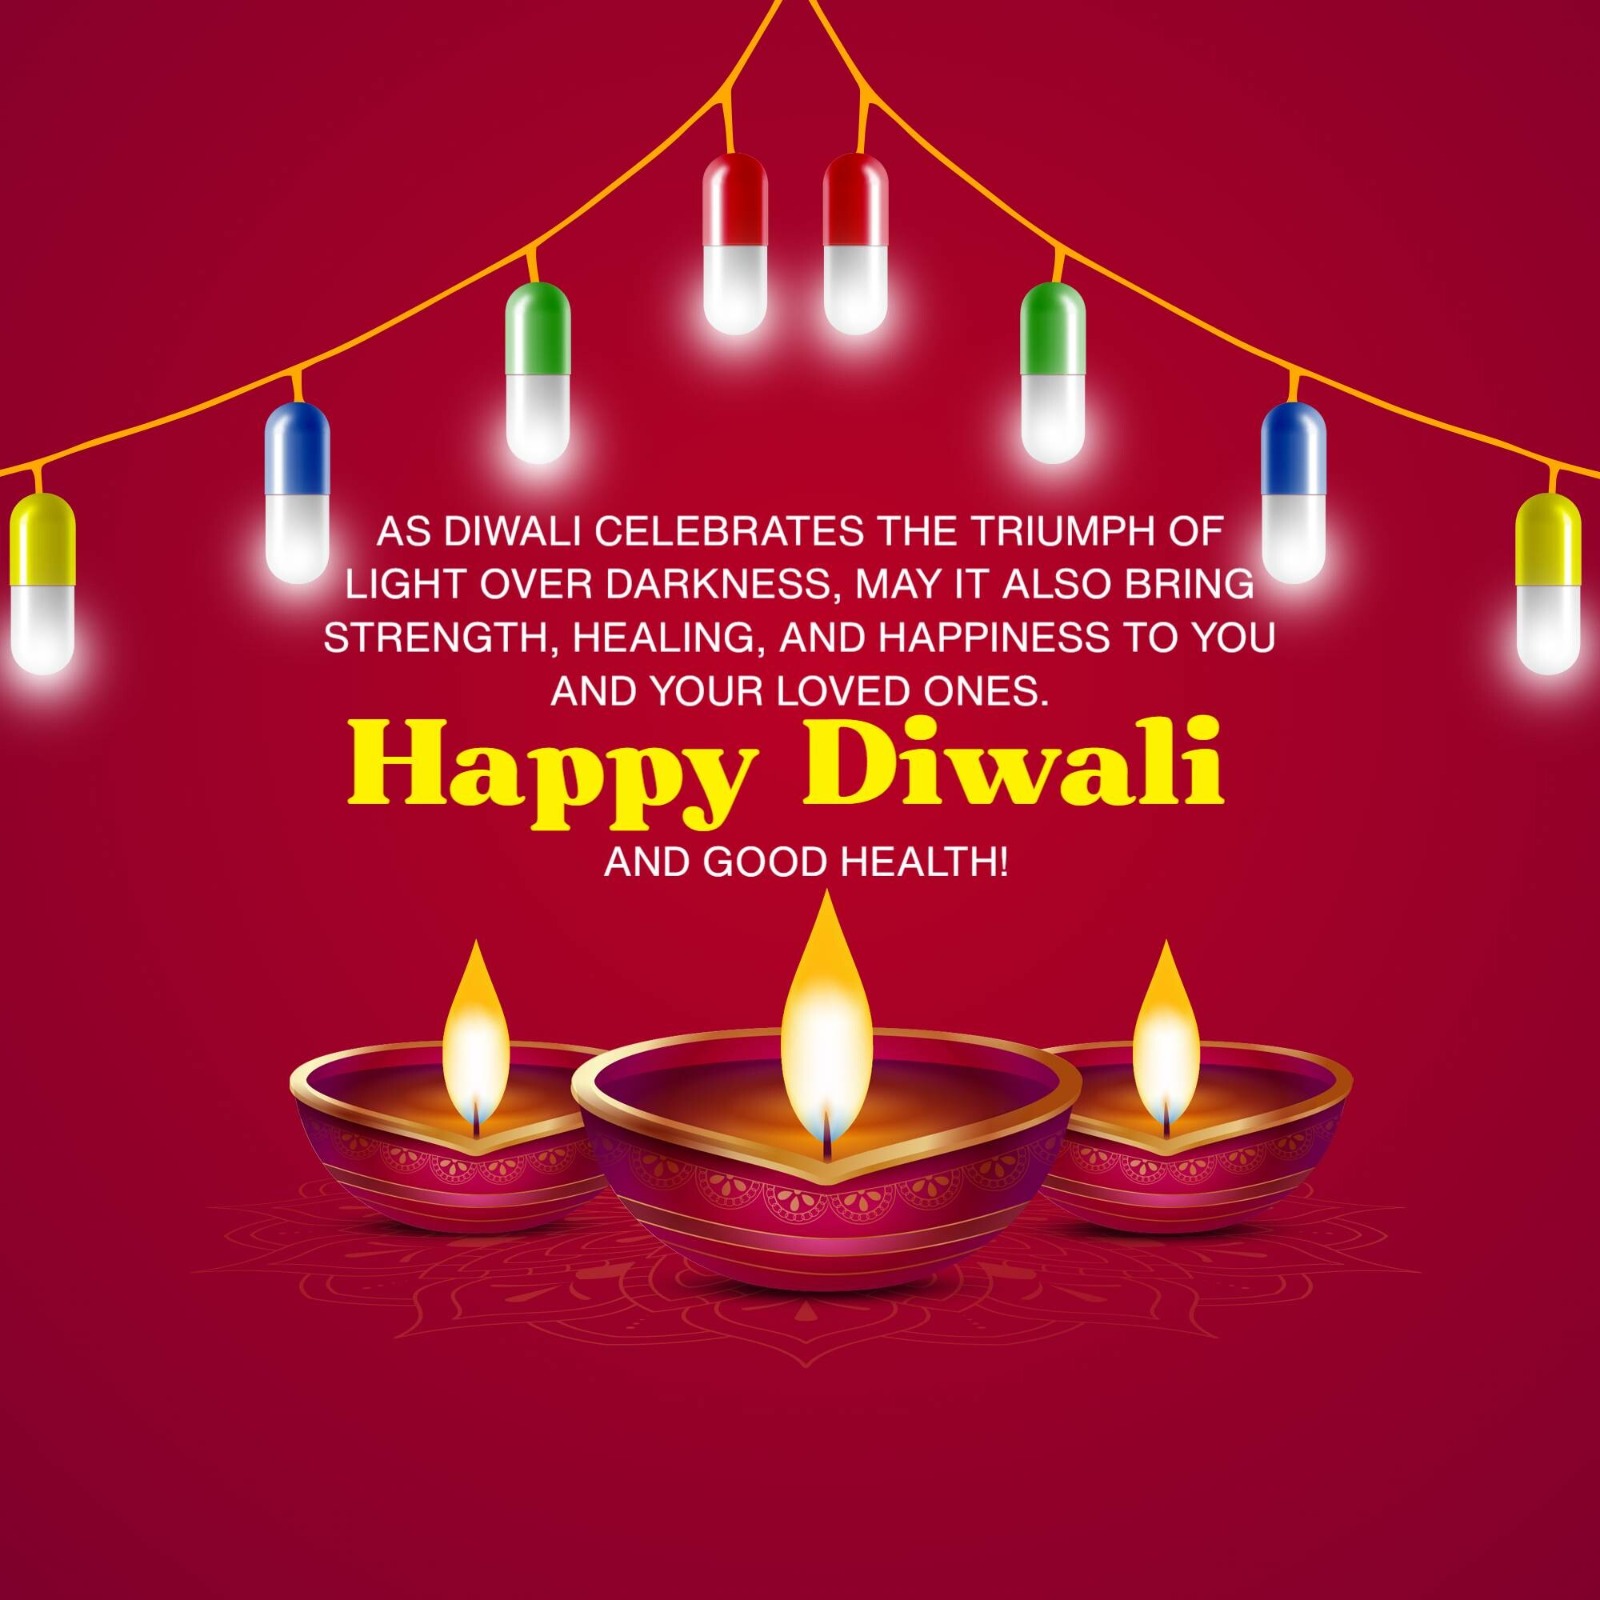 AS DIWALI CELEBRATES THE TRIUMPH OF
LIGHT OVER DARKNESS, MAY IT ALSO BRING
STRENGTH, HEALING, AND HAPPINESS TO YOU
AND YOUR LOVED ONES.
Happy Diwali
AND GOOD HEALTH!